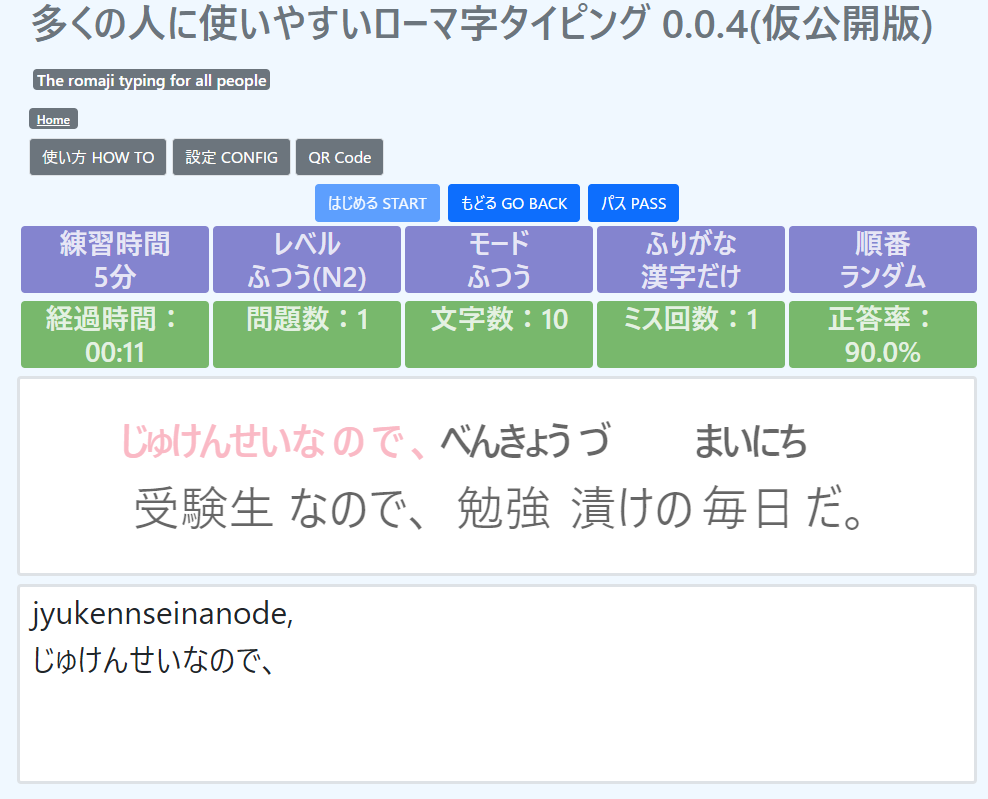 多くの人に使いやすいローマ字タイピング 0.0.4(仮公開版)
The romaji typing for all people
Home
使い方 HOW TO 設定 CONFIG QR Code
はじめる START もどる GO BACK パス PASS
練習時間 レベル モード ふりがな 順番
5分 ふつう(N2) ふつう 漢字だけ ランダム
経過時間： 問題数：1 文字数：10 ミス回数：1 正答率：
00:11 90.0%
じゅけんせいなので、べんきょうづ まいにち
受験生 なので、 勉強 漬けの 毎日 だ。
jyukennseinanode,
じゅけんせいなので、